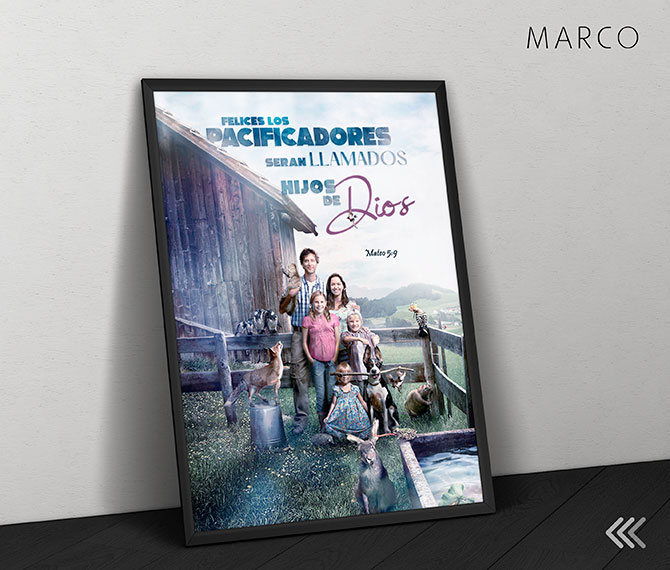 MARCO
FELICES LOS
PACIFICADORES
SERAN LLAMADOS
HIJOS
DE Dios
Mateo 5:9